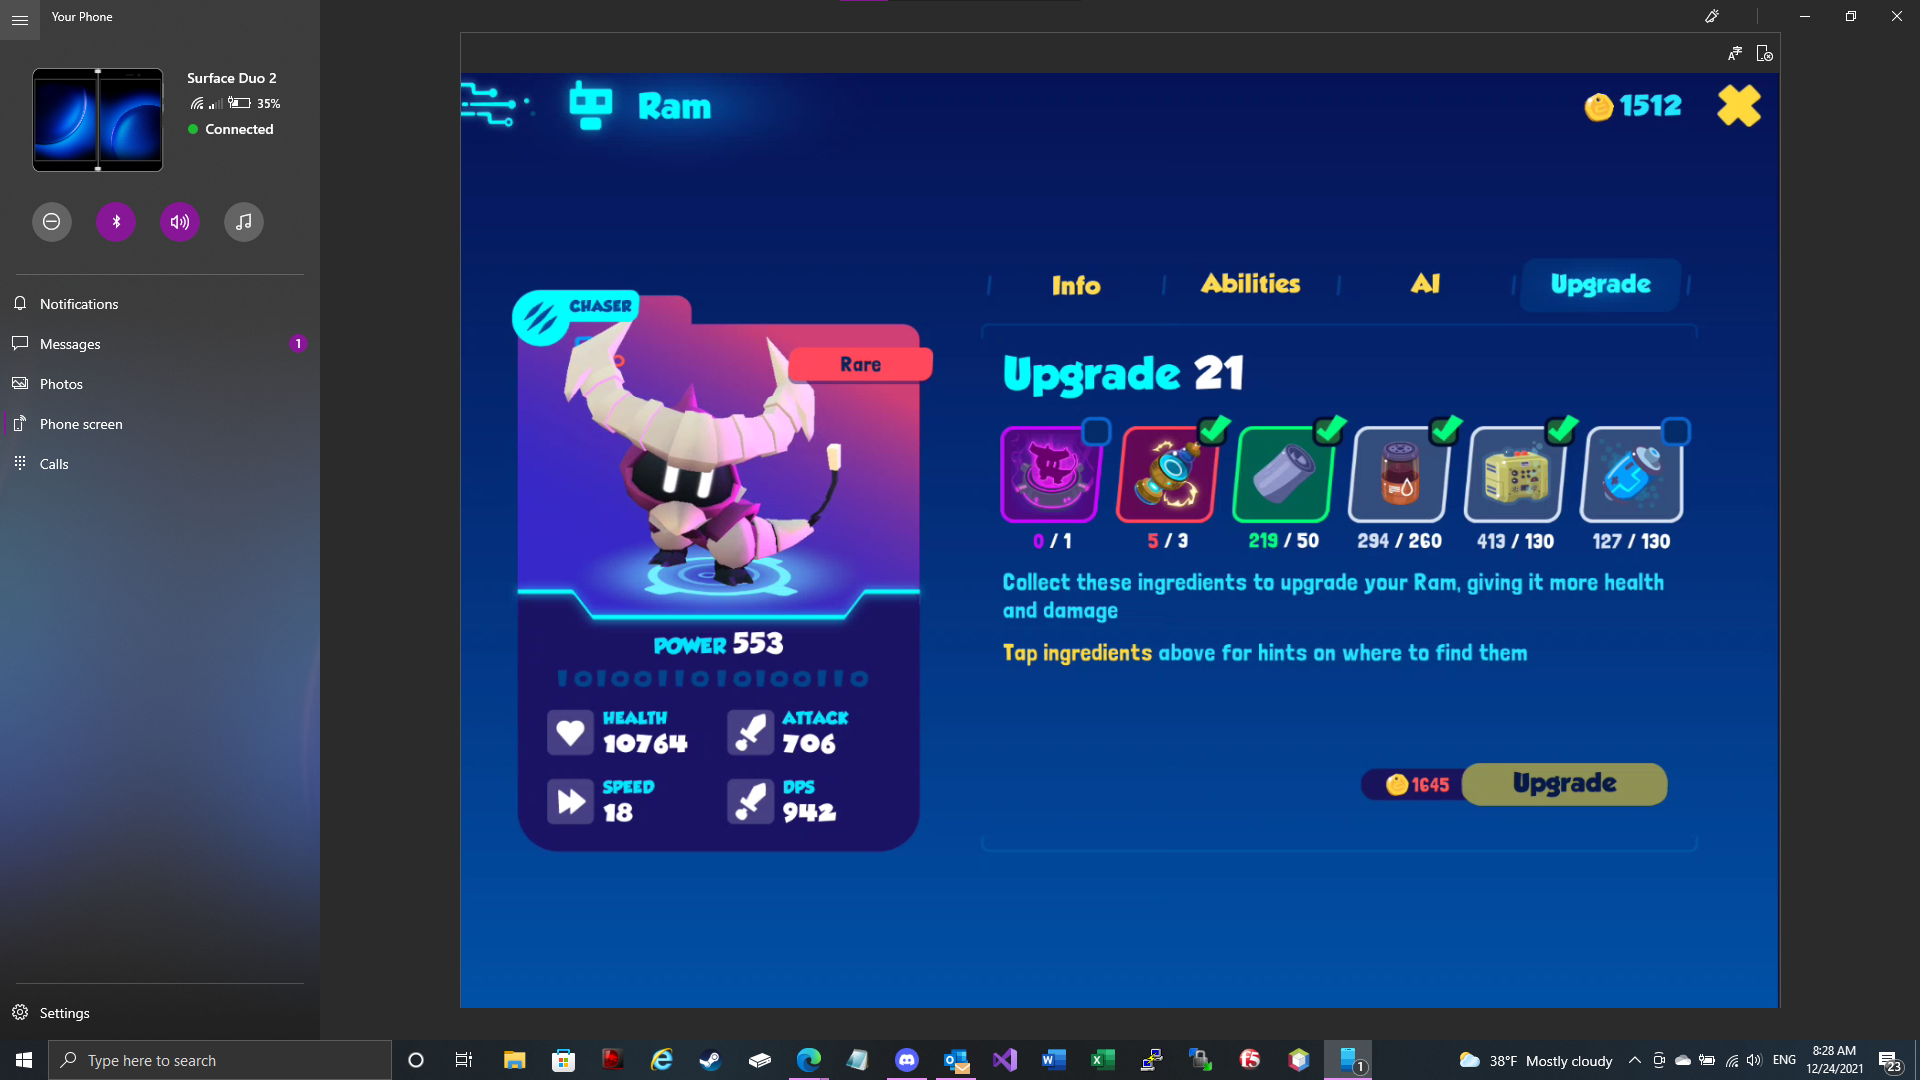 Your Phone
Surface Duo 2
35%
Connected
Notifications
Messages 1
Photos
Phone screen
Calls
Settings
Ram
1512
Info Abilities AI Upgrade
CHASER
Rare
POWER 553
1010011010100110
HEALTH
10764
ATTACK
706
SPEED
18
DPS
942
Upgrade 21
0 / 1 5 / 3 219 / 50 294 / 260 413 / 130 127 / 130
Collect these ingredients to upgrade your Ram, giving it more health
and damage
Tap ingredients above for hints on where to find them
1645 Upgrade
Type here to search
38°F Mostly cloudy
ENG
8:28 AM
12/24/2021
23
1